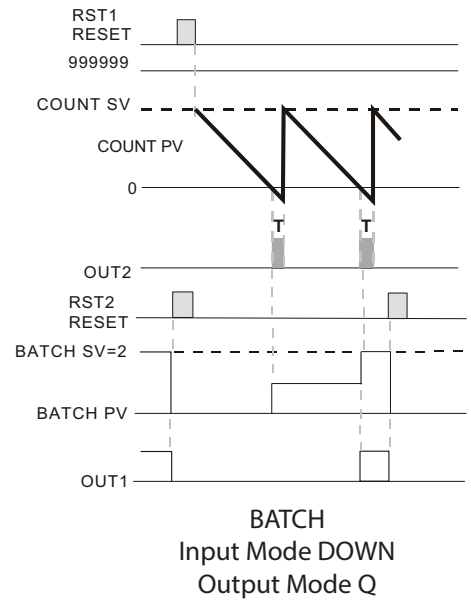 RST1
RESET
999999
COUNT SV
COUNT PV
0
T T
OUT2
RST2
RESET
BATCH SV=2
BATCH PV
OUT1
BATCH
Input Mode DOWN
Output Mode Q